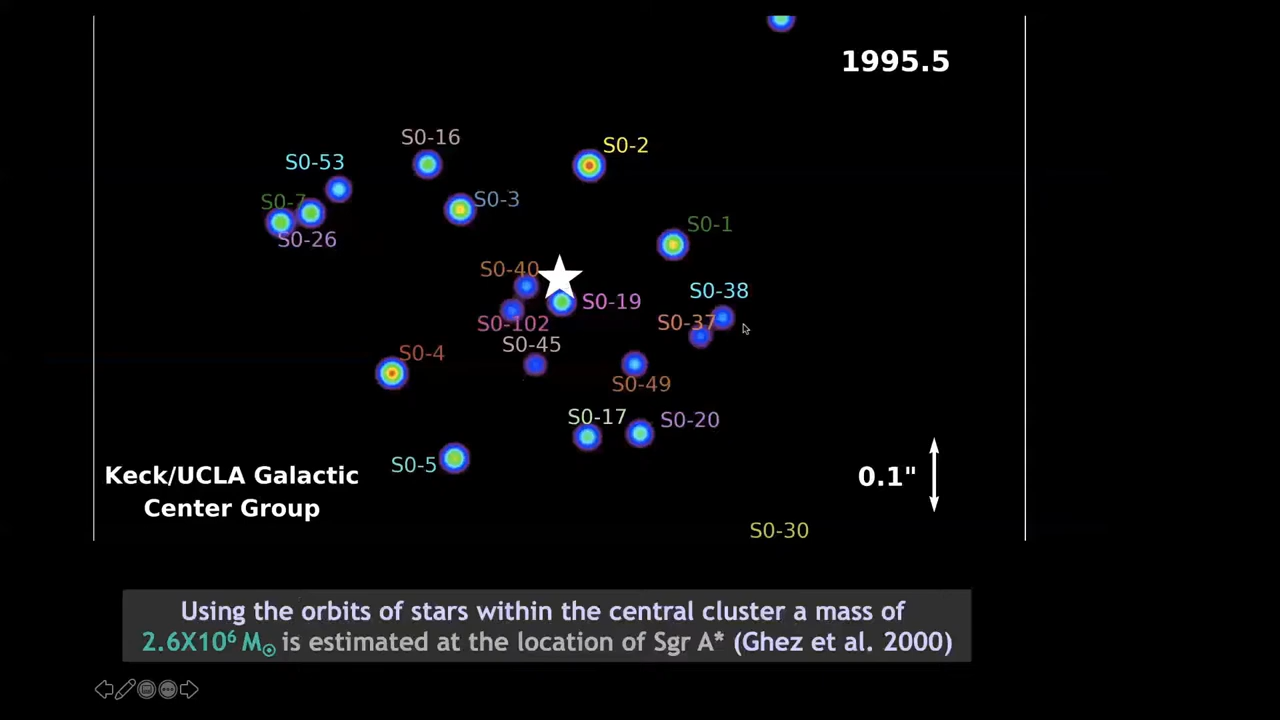 1995.5
S0-16
S0-2
S0-53
S0-3
S0-7
S0-1
S0-26
S0-40
S0-38
S0-19
S0-37
S0-102
S0-45
S0-4
S0-49
S0-17
S0-20
S0-5
Keck/UCLA Galactic
Center Group
0.1"
S0-30
Using the orbits of stars within the central cluster a mass of
2.6X10⁶ M☉ is estimated at the location of Sgr A* (Ghez et al. 2000)